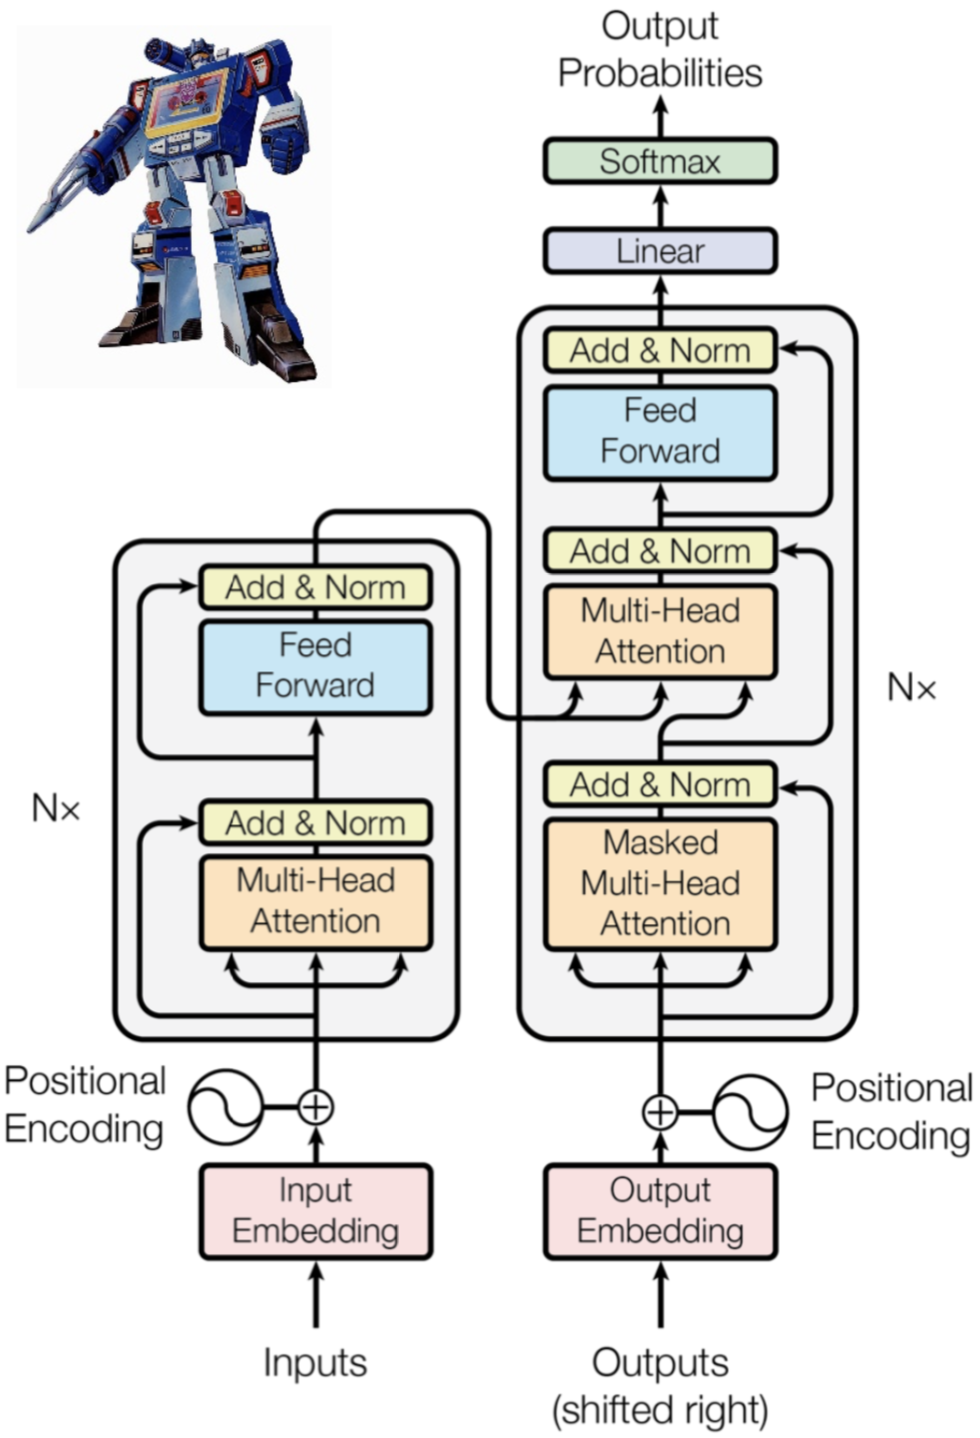 Output
Probabilities
Softmax
Linear
Add & Norm
Feed
Forward
Add & Norm
Multi-Head
Attention
Nx
Add & Norm
Masked
Multi-Head
Attention
Add & Norm
Feed
Forward
Nx
Add & Norm
Multi-Head
Attention
Positional
Encoding
Positional
Encoding
Input
Embedding
Output
Embedding
Inputs
Outputs
(shifted right)